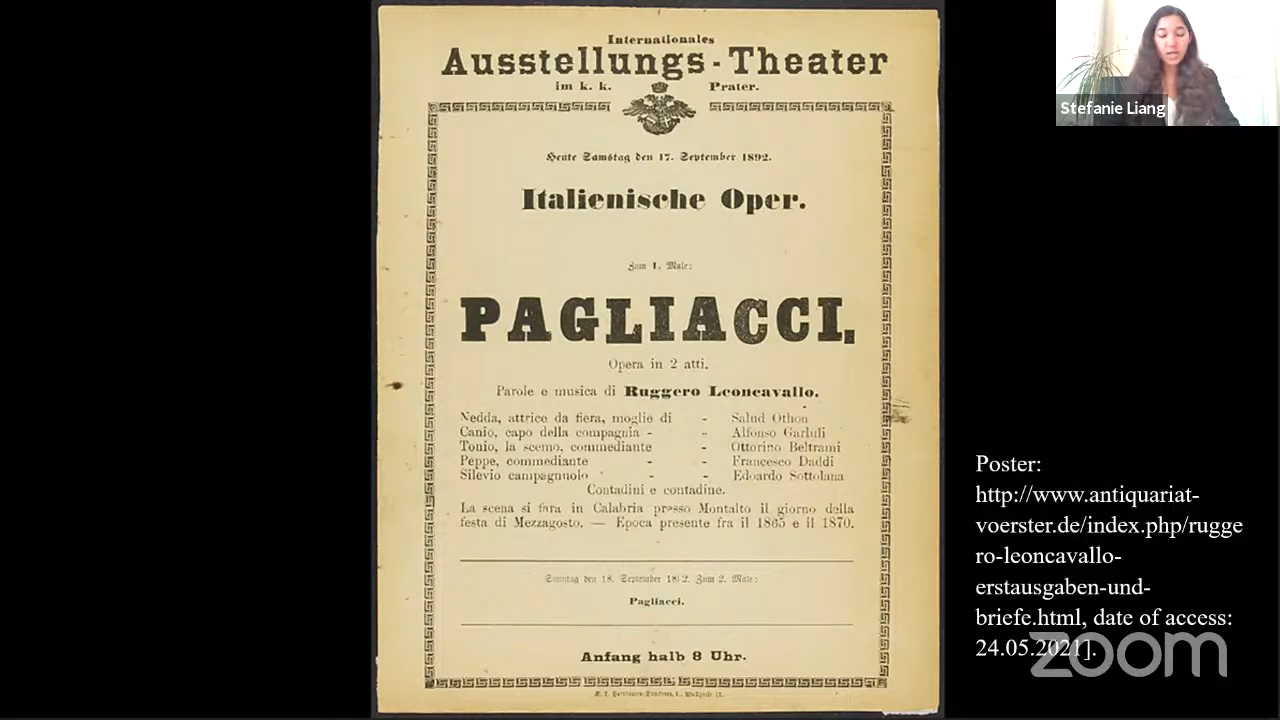 Internationales
Ausstellungs-Theater
im k. k. Prater.
Heute Samstag den 17. September 1892.
Italienische Oper.
Zum 1. Male:
PAGLIACCI.
Opera in 2 atti.
Parole e musica di Ruggero Leoncavallo.
Nedda, attrice da fiera, moglie di - Salud Othon
Canio, capo della compagnia - - Alfonso Garluli
Tonio, la scemo, commediante - Ottorino Beltrami
Peppe, commediante - - Francesco Daddi
Silevio campagnuolo - - Edoardo Sottolana
Contadini e contadine.
La scena si fara in Calabria presso Montalto il giorno della
festa di Mezzagosto. — Epoca presente fra il 1865 e il 1870.
Sonntag den 18. September 1892. Zum 2. Male:
Pagliacci.
Anfang halb 8 Uhr.
Stefanie Liang
Poster:
http://www.antiquariat-
voerster.de/index.php/rugge
ro-leoncavallo-
erstausgaben-und-
briefe.html, date of access:
24.05.2021].
zoom